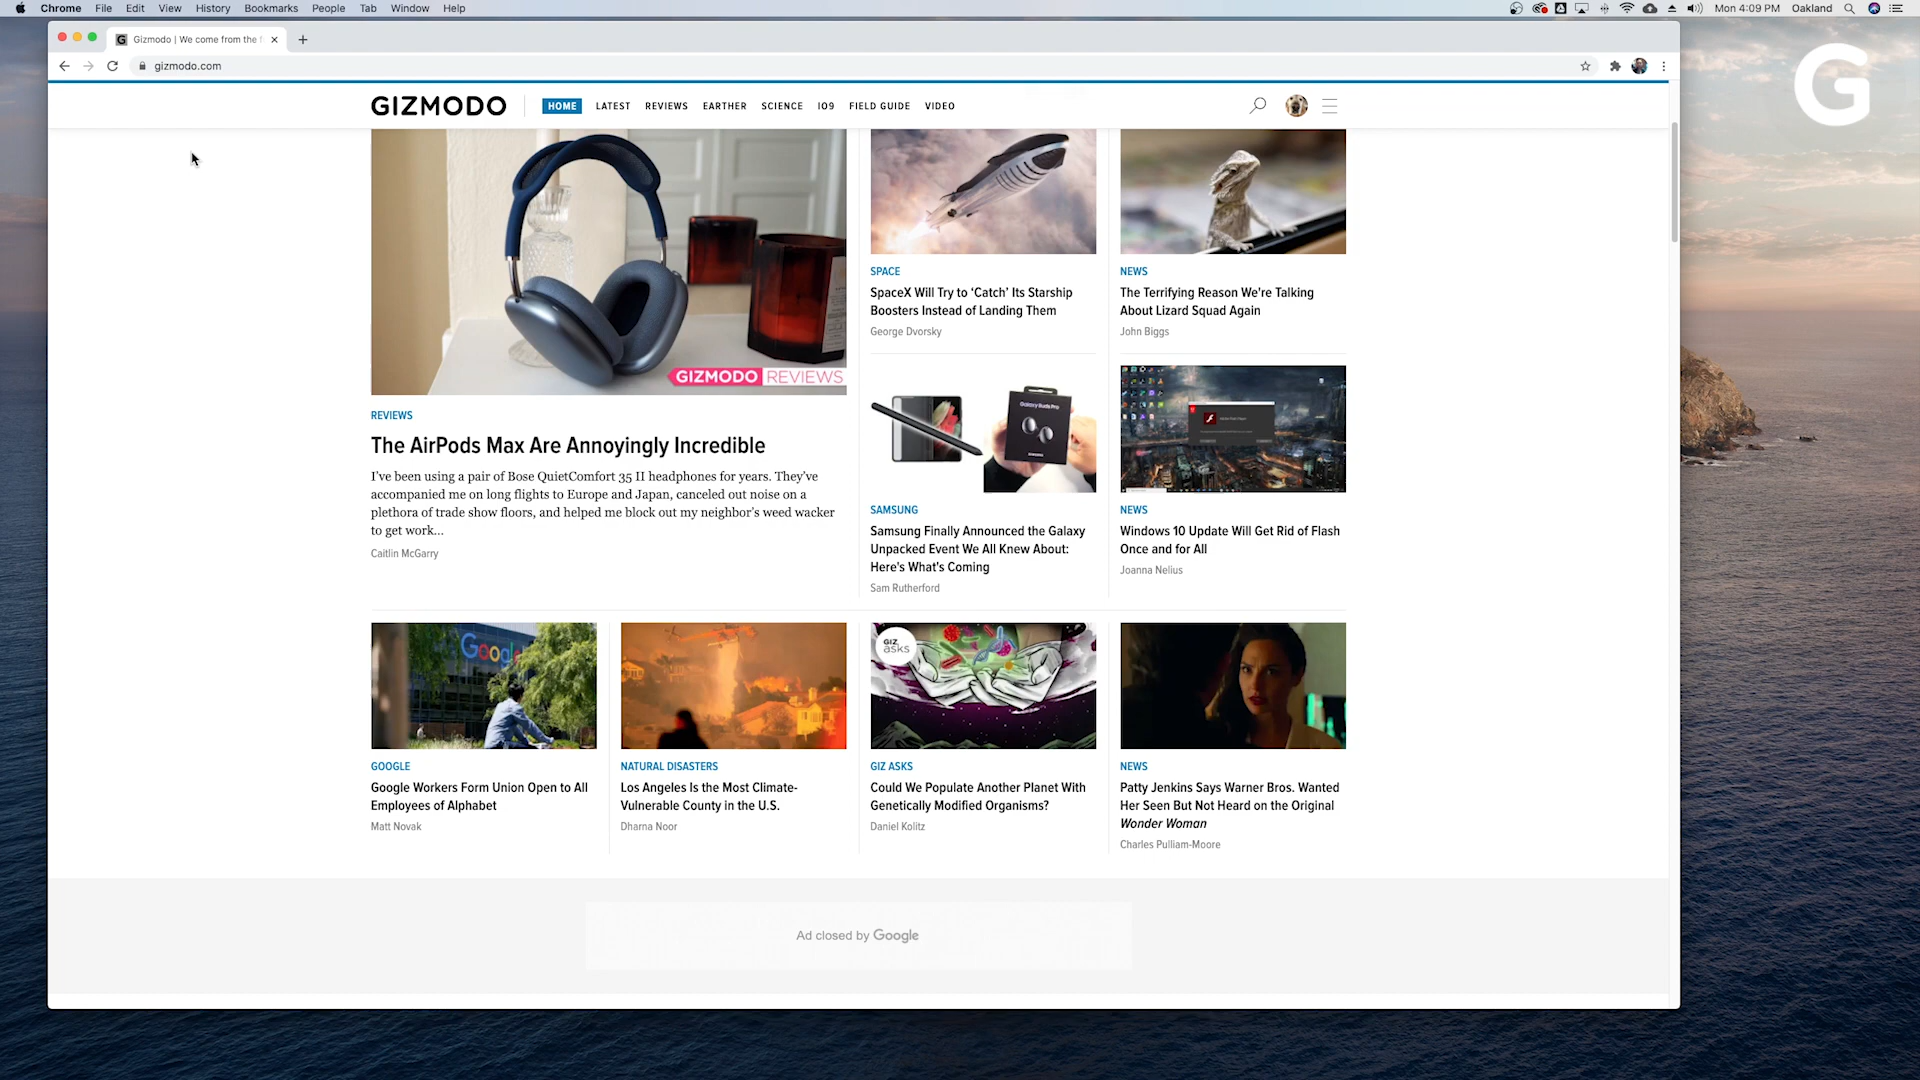 Chrome File Edit View History Bookmarks People Tab Window Help
Mon 4:09 PM Oakland
G
Gizmodo | We come from the f
gizmodo.com
GIZMODO
HOME LATEST REVIEWS EARTHER SCIENCE IO9 FIELD GUIDE VIDEO
GIZMODO REVIEWS
REVIEWS
The AirPods Max Are Annoyingly Incredible
I've been using a pair of Bose QuietComfort 35 II headphones for years. They've
accompanied me on long flights to Europe and Japan, canceled out noise on a
plethora of trade show floors, and helped me block out my neighbor's weed wacker
to get work...
Caitlin McGarry
SPACE
SpaceX Will Try to ‘Catch’ Its Starship
Boosters Instead of Landing Them
George Dvorsky
NEWS
The Terrifying Reason We're Talking
About Lizard Squad Again
John Biggs
Galaxy Buds Pro
SAMSUNG
Samsung Finally Announced the Galaxy
Unpacked Event We All Knew About:
Here's What's Coming
Sam Rutherford
NEWS
Windows 10 Update Will Get Rid of Flash
Once and for All
Joanna Nelius
Google
GOOGLE
Google Workers Form Union Open to All
Employees of Alphabet
Matt Novak
NATURAL DISASTERS
Los Angeles Is the Most Climate-
Vulnerable County in the U.S.
Dharna Noor
GIZ
asks
GIZ ASKS
Could We Populate Another Planet With
Genetically Modified Organisms?
Daniel Kolitz
NEWS
Patty Jenkins Says Warner Bros. Wanted
Her Seen But Not Heard on the Original
Wonder Woman
Charles Pulliam-Moore
Ad closed by Google